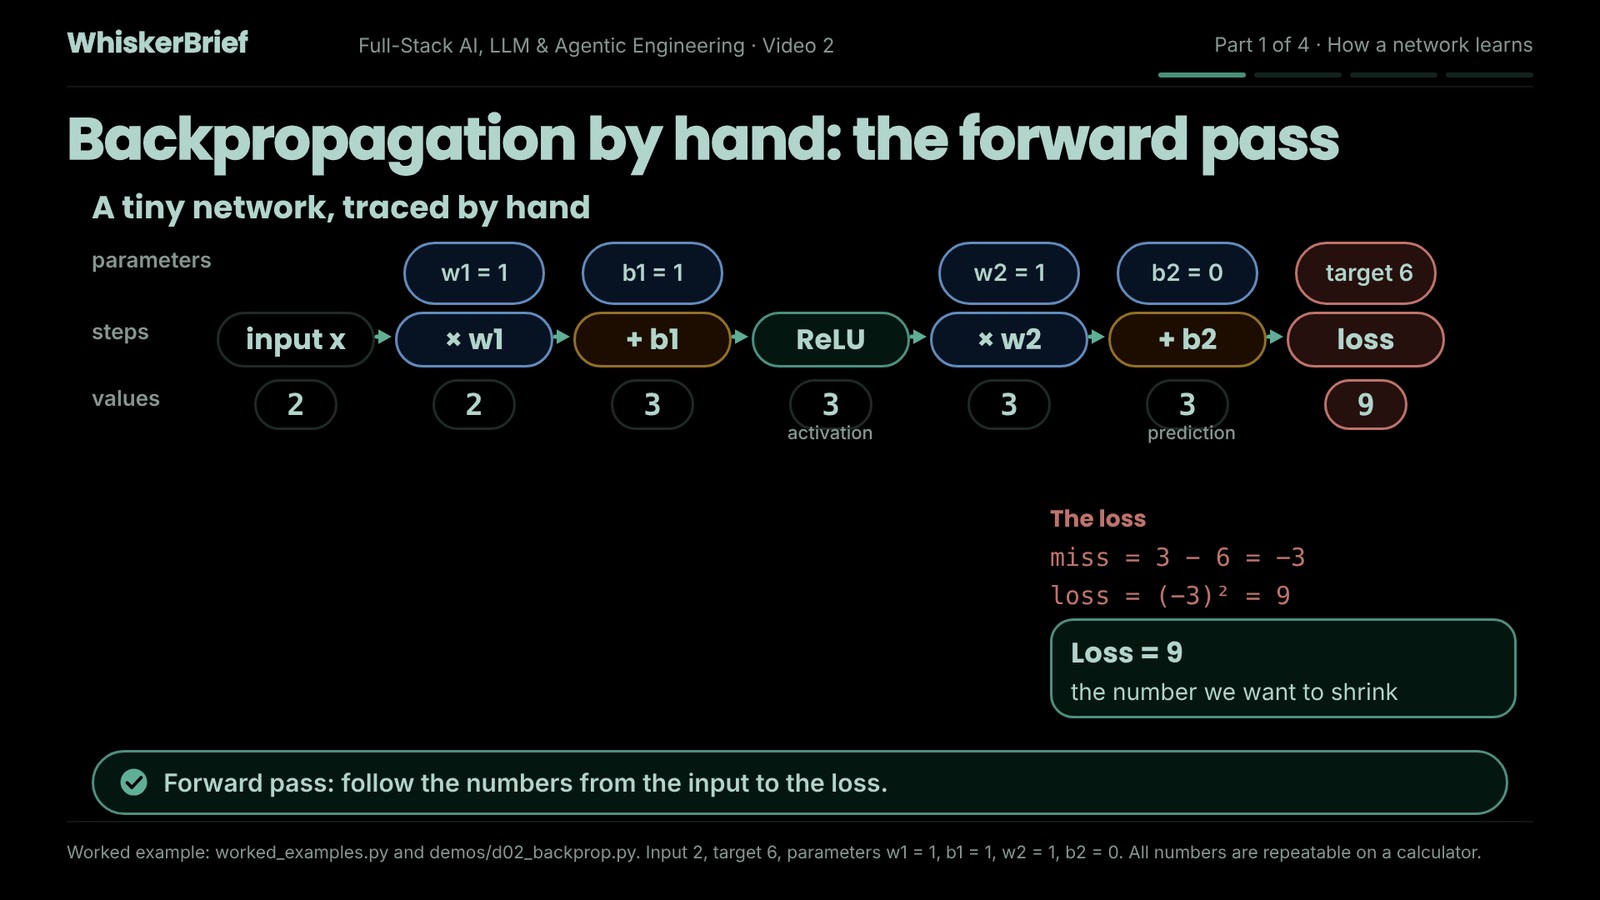 WhiskerBrief
Full-Stack AI, LLM & Agentic Engineering · Video 2
Part 1 of 4 · How a network learns
Backpropagation by hand: the forward pass
A tiny network, traced by hand
parameters
w1 = 1
b1 = 1
w2 = 1
b2 = 0
target 6
steps
input x
× w1
+ b1
ReLU
× w2
+ b2
loss
values
2
2
3
3
3
3
9
activation
prediction
The loss
miss = 3 − 6 = −3
loss = (−3)² = 9
Loss = 9
the number we want to shrink
Forward pass: follow the numbers from the input to the loss.
Worked example: worked_examples.py and demos/d02_backprop.py. Input 2, target 6, parameters w1 = 1, b1 = 1, w2 = 1, b2 = 0. All numbers are repeatable on a calculator.